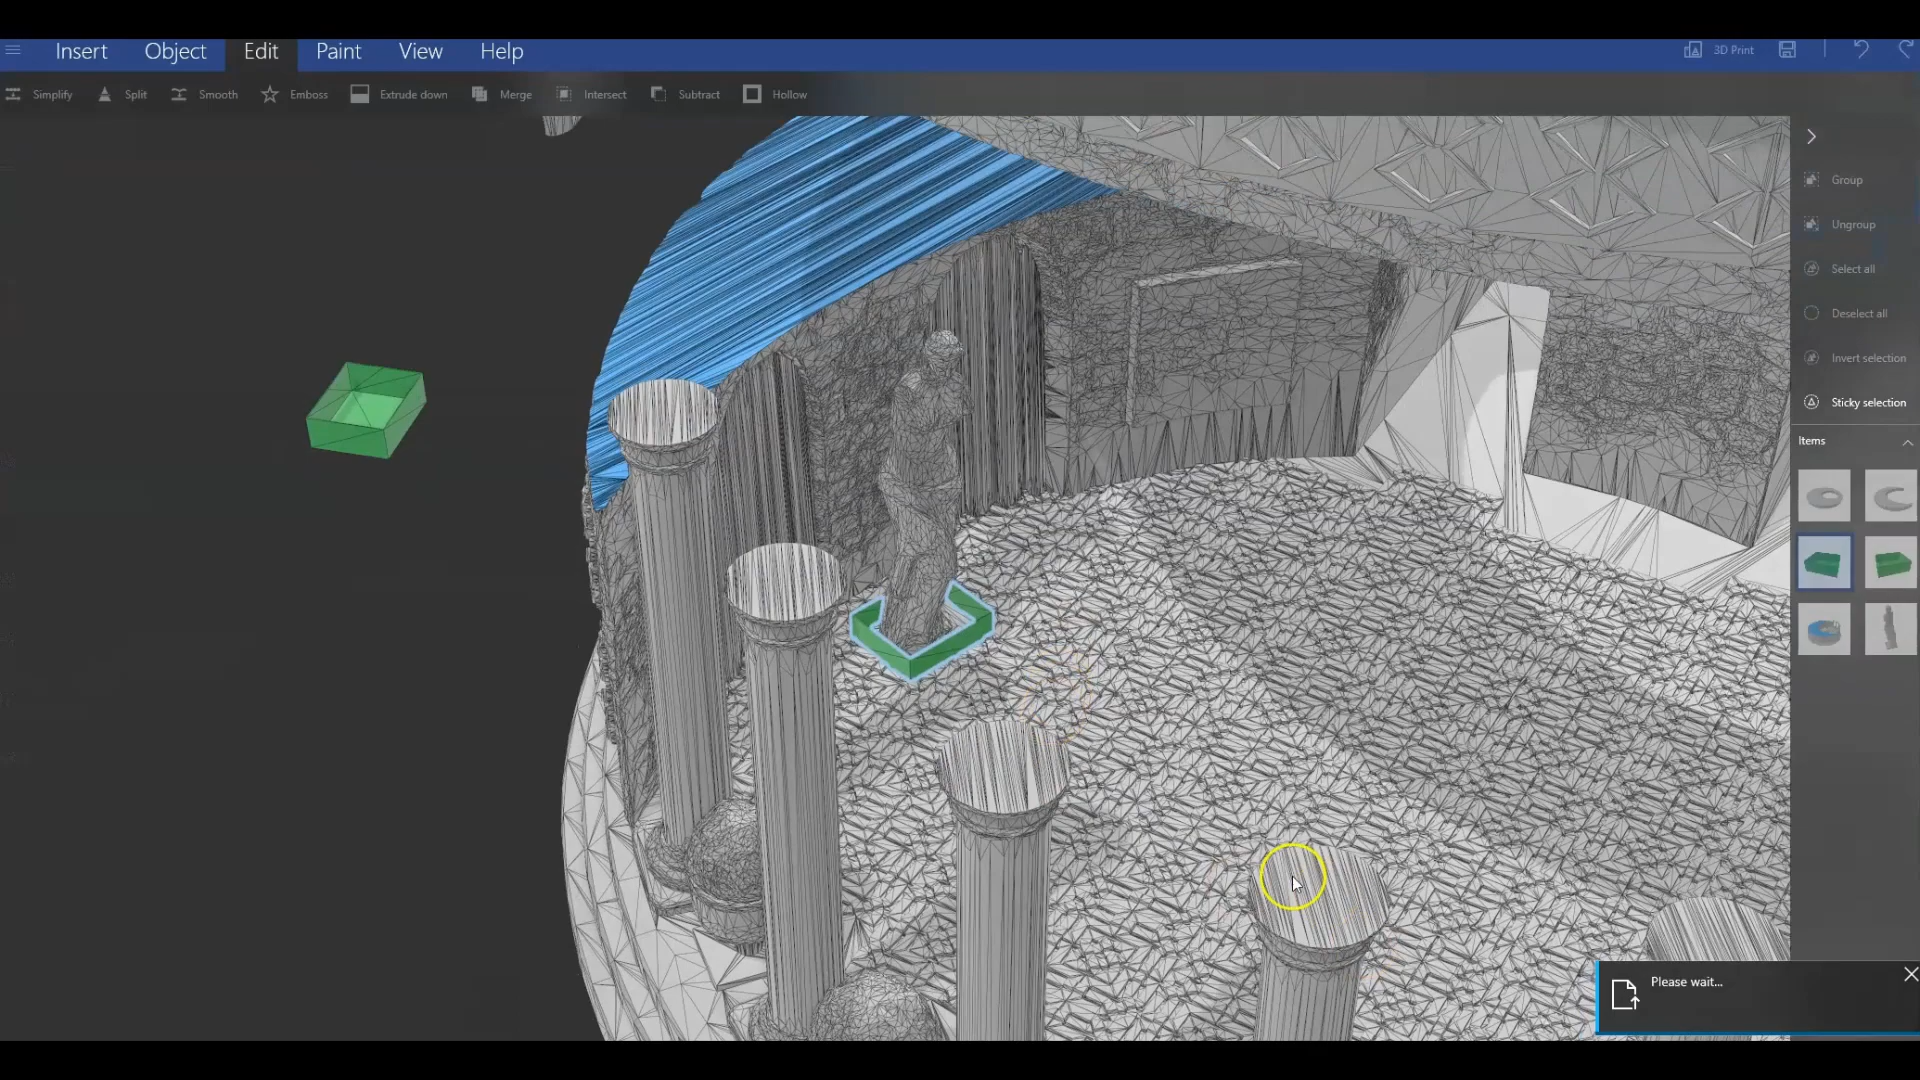 Insert Object Edit Paint View Help 3D Print
Simplify Split Smooth Emboss Extrude down Merge Intersect Subtract Hollow
Group
Ungroup
Select all
Deselect all
Invert selection
Sticky selection
Items
Please wait...